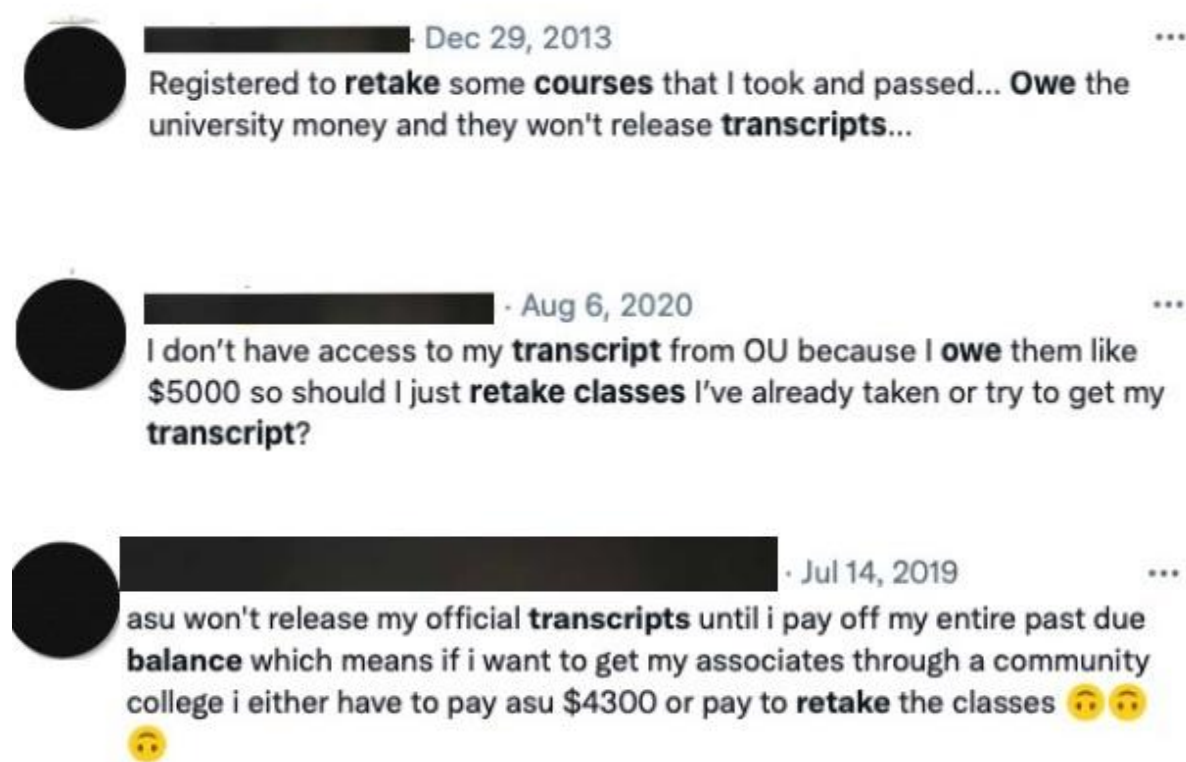 · Dec 29, 2013
Registered to retake some courses that I took and passed... Owe the
university money and they won't release transcripts...
· Aug 6, 2020
I don't have access to my transcript from OU because I owe them like
$5000 so should I just retake classes I've already taken or try to get my
transcript?
· Jul 14, 2019
asu won't release my official transcripts until i pay off my entire past due
balance which means if i want to get my associates through a community
college i either have to pay asu $4300 or pay to retake the classes 🙃🙃
🙃